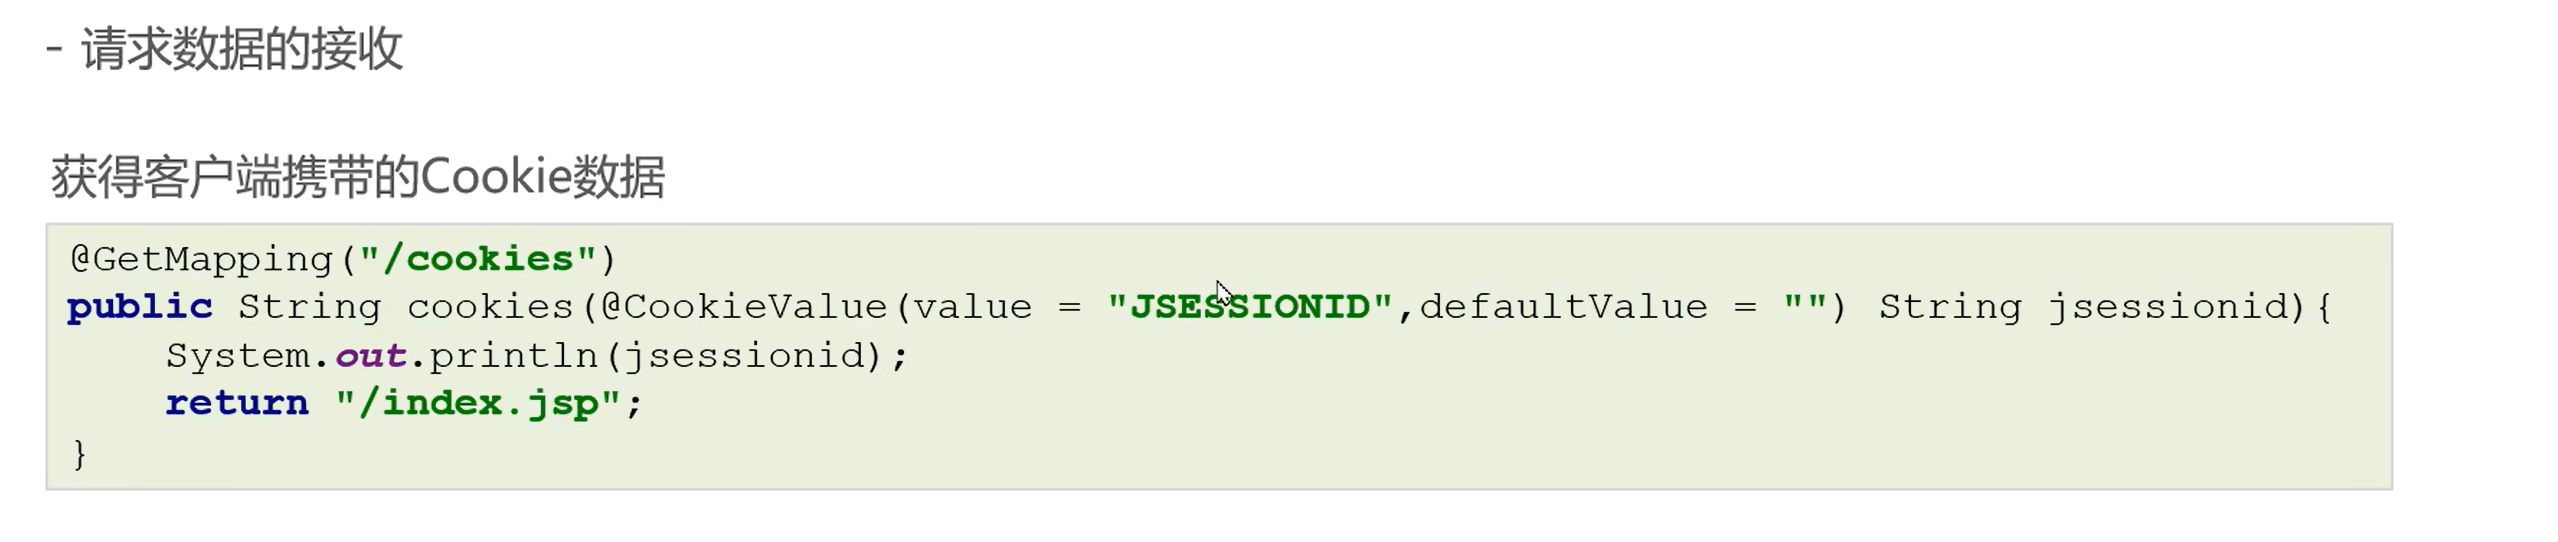 - 请求数据的接收
获得客户端携带的Cookie数据
@GetMapping("/cookies")
public String cookies(@CookieValue(value = "JSESSIONID",defaultValue = "") String jsessionid){
    System.out.println(jsessionid);
    return "/index.jsp";
}